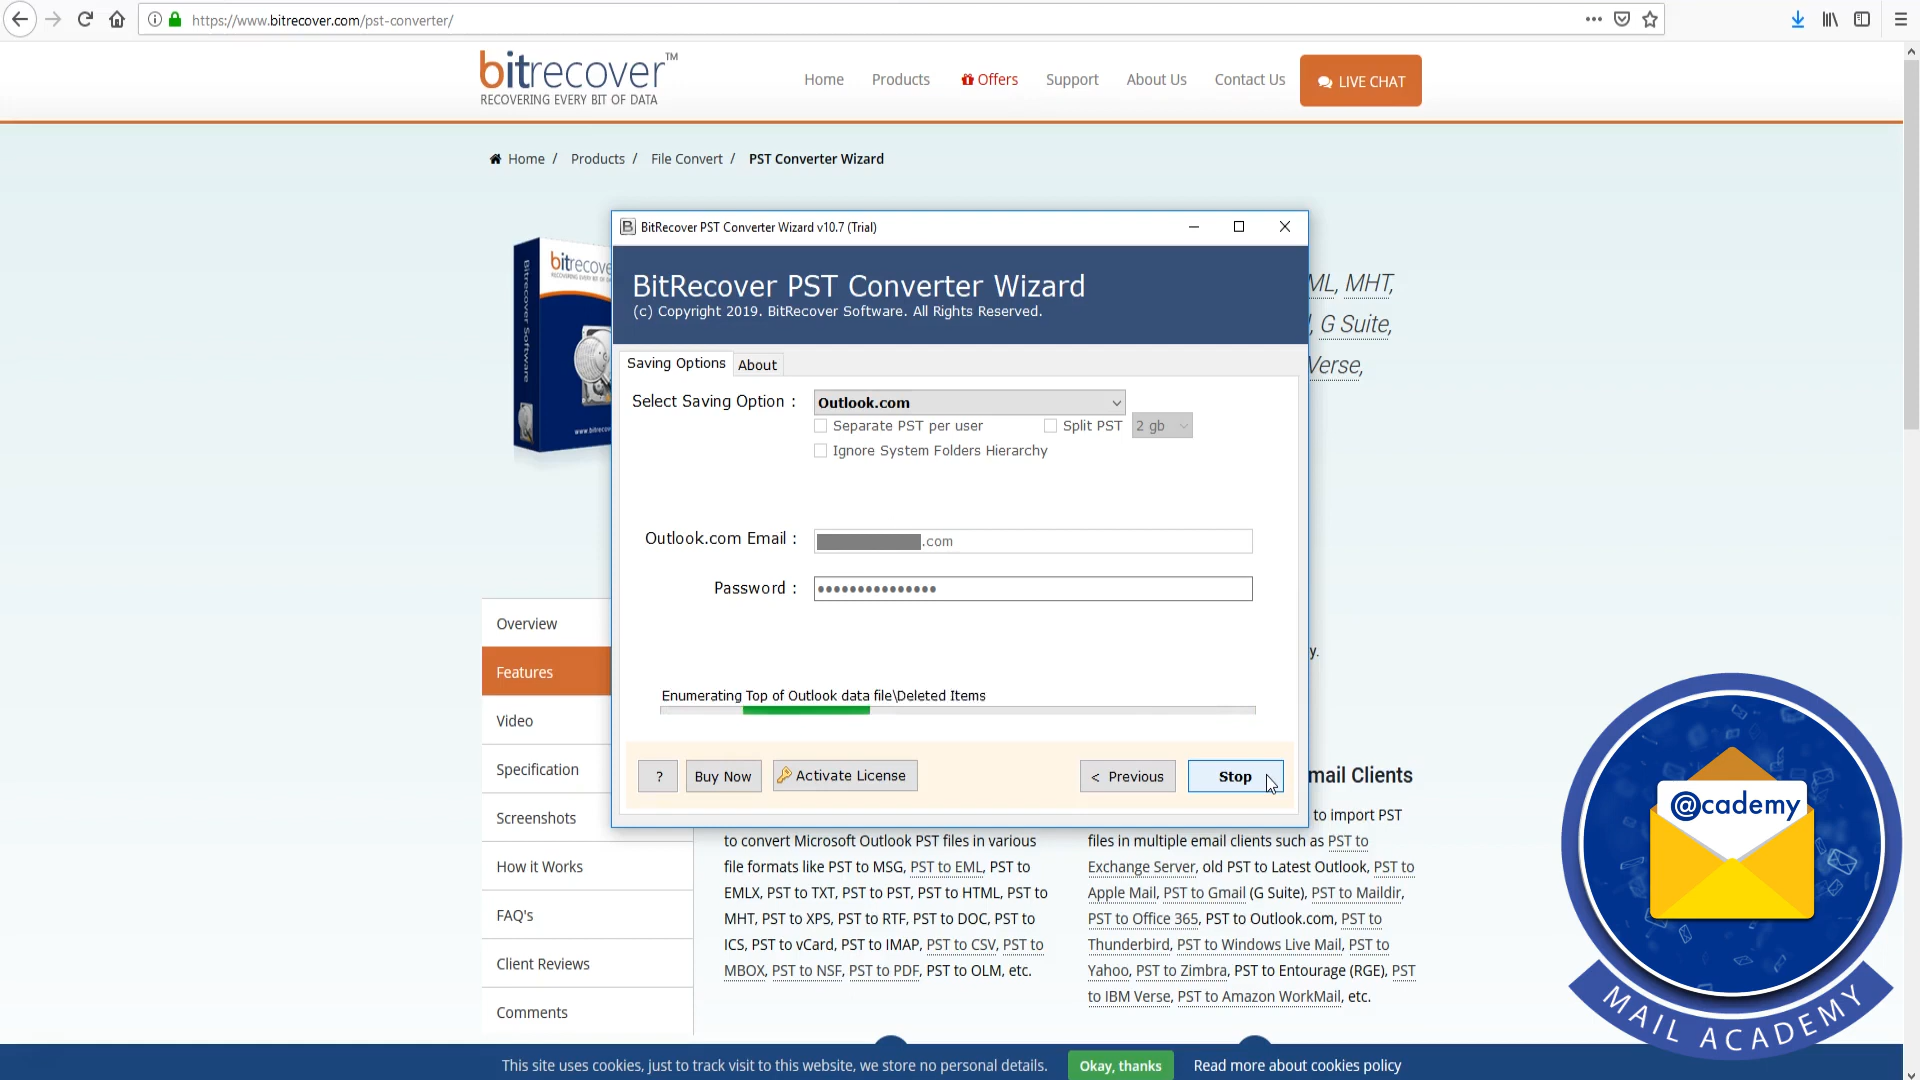 https://www.bitrecover.com/pst-converter/
bitrecover™
RECOVERING EVERY BIT OF DATA
Home Products Offers Support About Us Contact Us LIVE CHAT
Home / Products / File Convert / PST Converter Wizard
BitRecover PST Converter Wizard v10.7 (Trial)
BitRecover PST Converter Wizard
(c) Copyright 2019. BitRecover Software. All Rights Reserved.
bitrecove
Bitrecover Software
ML, MHT,
, G Suite,
Verse,
Saving Options About
Select Saving Option : Outlook.com
Separate PST per user Split PST 2 gb
Ignore System Folders Hierarchy
Outlook.com Email : .com
Password :
Enumerating Top of Outlook data file\Deleted Items
? Buy Now Activate License < Previous Stop
Overview
Features
Video
Specification
Screenshots
How it Works
FAQ's
Client Reviews
Comments
y.
to convert Microsoft Outlook PST files in various
file formats like PST to MSG, PST to EML, PST to
EMLX, PST to TXT, PST to PST, PST to HTML, PST to
MHT, PST to XPS, PST to RTF, PST to DOC, PST to
ICS, PST to vCard, PST to IMAP, PST to CSV, PST to
MBOX, PST to NSF, PST to PDF, PST to OLM, etc.
mail Clients
to import PST
files in multiple email clients such as PST to
Exchange Server, old PST to Latest Outlook, PST to
Apple Mail, PST to Gmail (G Suite), PST to Maildir,
PST to Office 365, PST to Outlook.com, PST to
Thunderbird, PST to Windows Live Mail, PST to
Yahoo, PST to Zimbra, PST to Entourage (RGE), PST
to IBM Verse, PST to Amazon WorkMail, etc.
@cademy
MAIL ACADEMY
This site uses cookies, just to track visit to this website, we store no personal details. Okay, thanks Read more about cookies policy